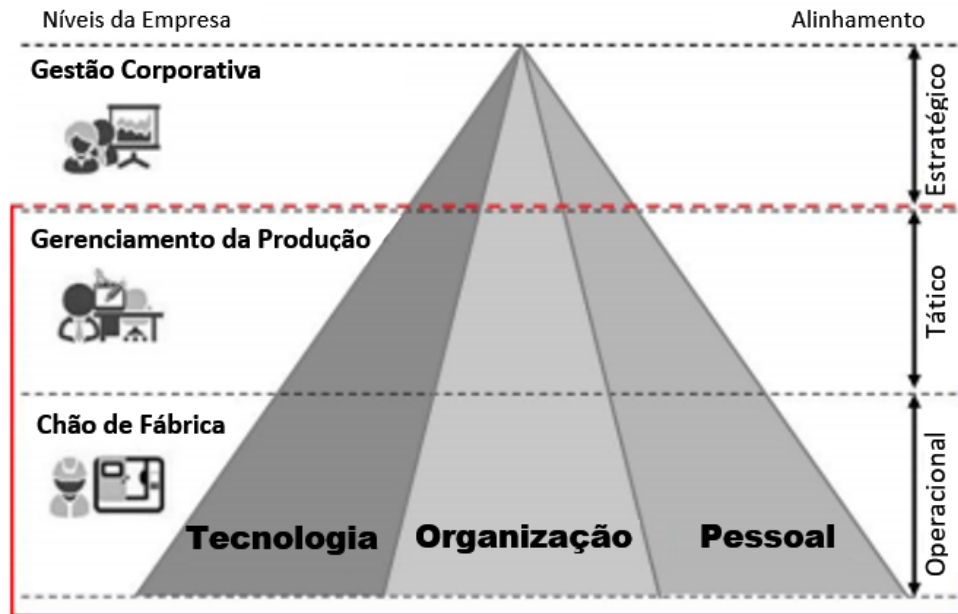 Níveis da Empresa
Alinhamento
Gestão Corporativa
Estratégico
Gerenciamento da Produção
Tático
Chão de Fábrica
Operacional
Tecnologia
Organização
Pessoal